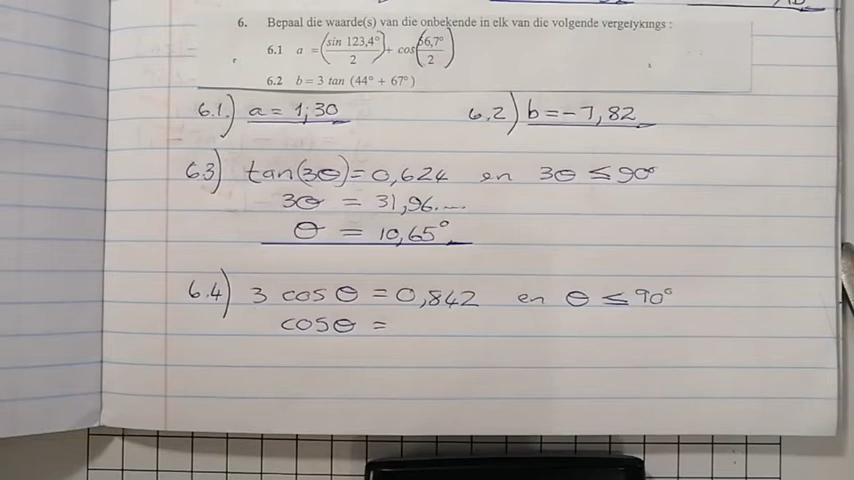 6. Bepaal die waarde(s) van die onbekende in elk van die volgende vergelykings :
6.1 a = (sin 123,4° / 2) + cos (66,7° / 2)
6.2 b = 3 tan (44° + 67°)
6.1.) a = 1,30 6.2) b = -7,82
6.3) tan(3θ) = 0,624 en 3θ ≤ 90°
3θ = 31,96....
θ = 10,65°
6.4) 3 cos θ = 0,842 en θ ≤ 90°
cosθ =